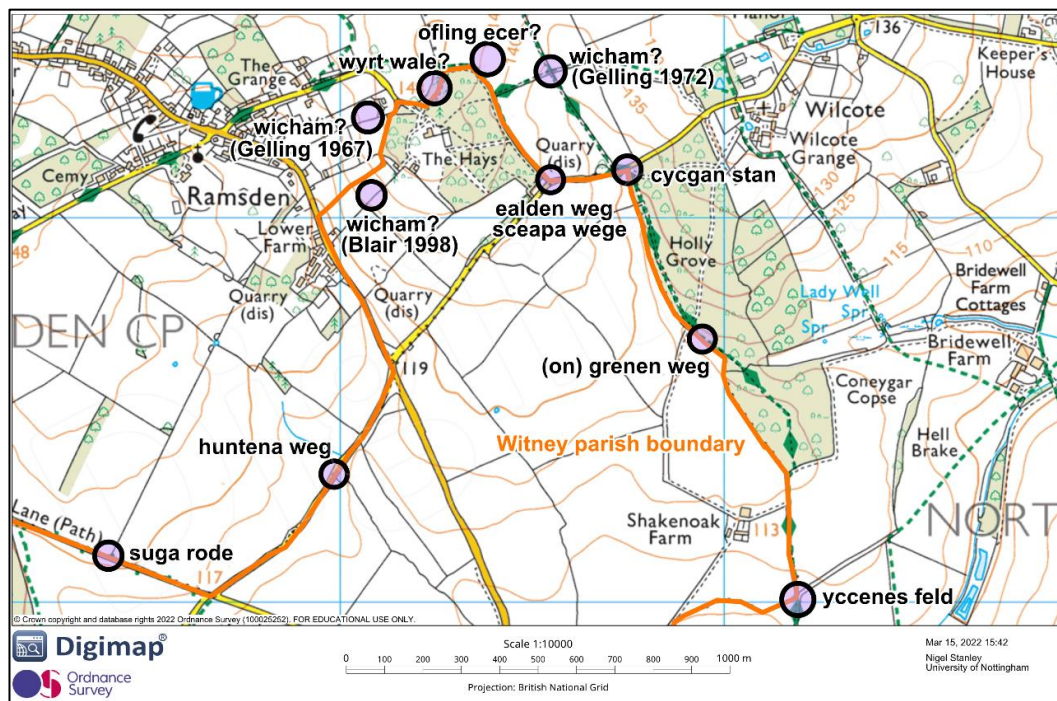 ofling ecer?
140
Manor
136
Keeper's
House
The
Grange
wyrt wale?
wicham?
(Gelling 1972)
135
wicham?
(Gelling 1967)
The Hays
Quarry
(dis)
Wilcote
Wilcote
Grange
Cemy
cycgan stan
130
125
Ramsden
ealden weg
sceapa wege
wicham?
(Blair 1998)
Lower
Farm
115
110
48
Holly
Grove
Bridewell
Farm
Cottages
Quarry
(dis)
Quarry
(dis)
Lady Well
Spr
Spr
DEN CP
Bridewell
Farm
119
(on) grenen weg
Coneygar
Copse
Witney parish boundary
Hell
Brake
huntena weg
NORT
Lane (Path)
Shakenoak
Farm
113
suga rode
117
yccenes feld
© Crown copyright and database rights 2022 Ordnance Survey (100025252). FOR EDUCATIONAL USE ONLY.
Digimap®
Ordnance
Survey
Scale 1:10000
0 100 200 300 400 500 600 700 800 900 1000 m
Projection: British National Grid
Mar 15, 2022 15:42
Nigel Stanley
University of Nottingham